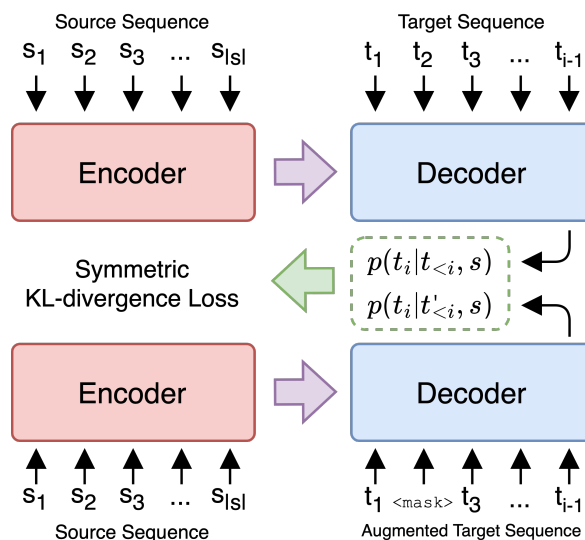 Source Sequence Target Sequence
s1 s2 s3 ... s|s| t1 t2 t3 ... ti-1
Encoder Decoder
p(ti|t<i, s)
Symmetric
KL-divergence Loss
p(ti|t'<i, s)
Encoder Decoder
s1 s2 s3 ... s|s| t1 <mask> t3 ... ti-1
Source Sequence Augmented Target Sequence